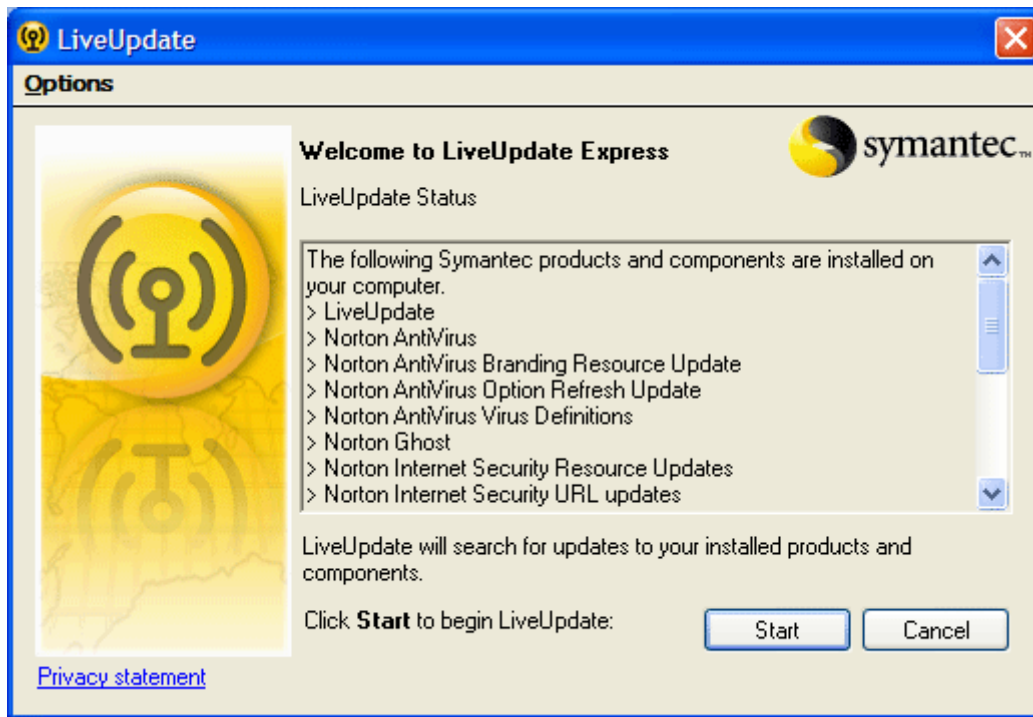 LiveUpdate
Options
symantec™
Welcome to LiveUpdate Express
LiveUpdate Status
The following Symantec products and components are installed on
your computer.
> LiveUpdate
> Norton AntiVirus
> Norton AntiVirus Branding Resource Update
> Norton AntiVirus Option Refresh Update
> Norton AntiVirus Virus Definitions
> Norton Ghost
> Norton Internet Security Resource Updates
> Norton Internet Security URL updates
LiveUpdate will search for updates to your installed products and
components.
Click Start to begin LiveUpdate:
Start
Cancel
Privacy statement